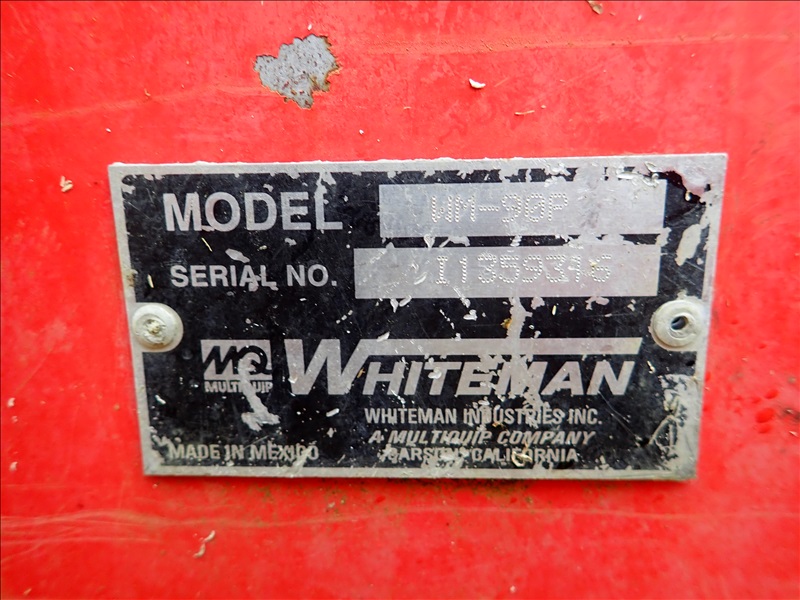 MODEL WM-90P
SERIAL NO. I1359316
MQ WHITEMAN
MULTIQUIP
WHITEMAN INDUSTRIES INC.
A MULTIQUIP COMPANY
MADE IN MEXICO CARSON, CALIFORNIA